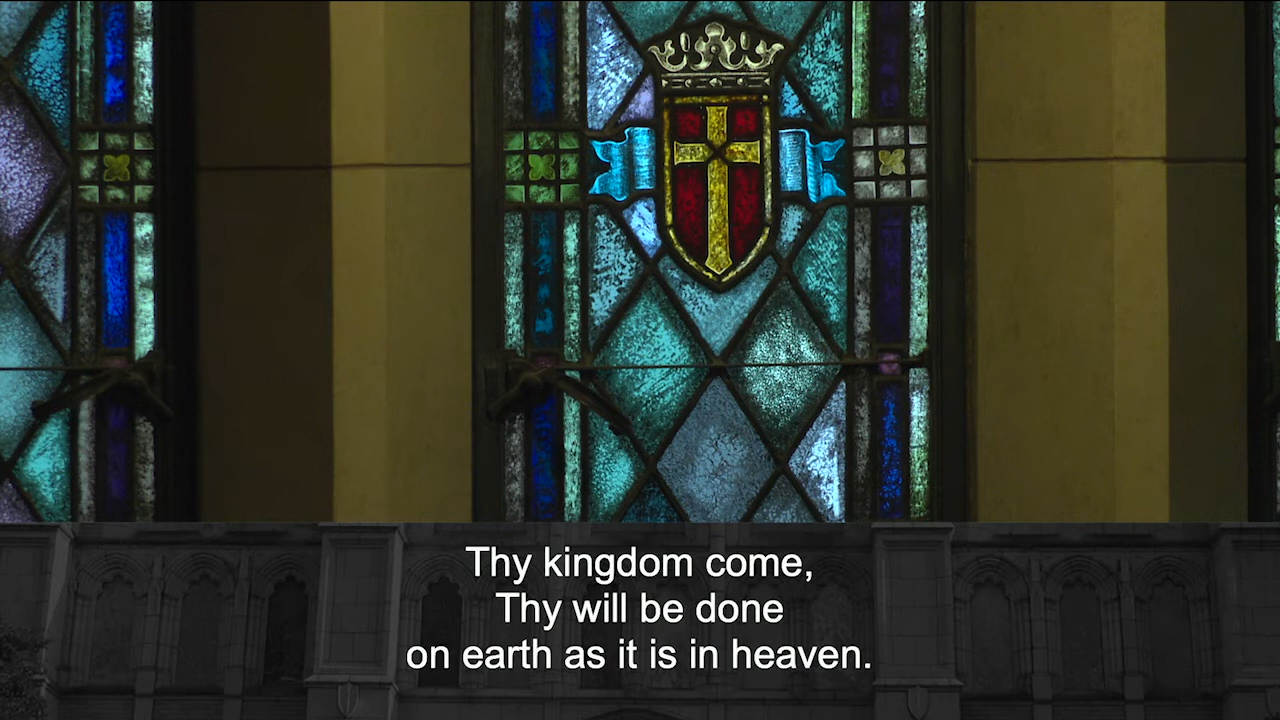 Thy kingdom come,
Thy will be done
on earth as it is in heaven.